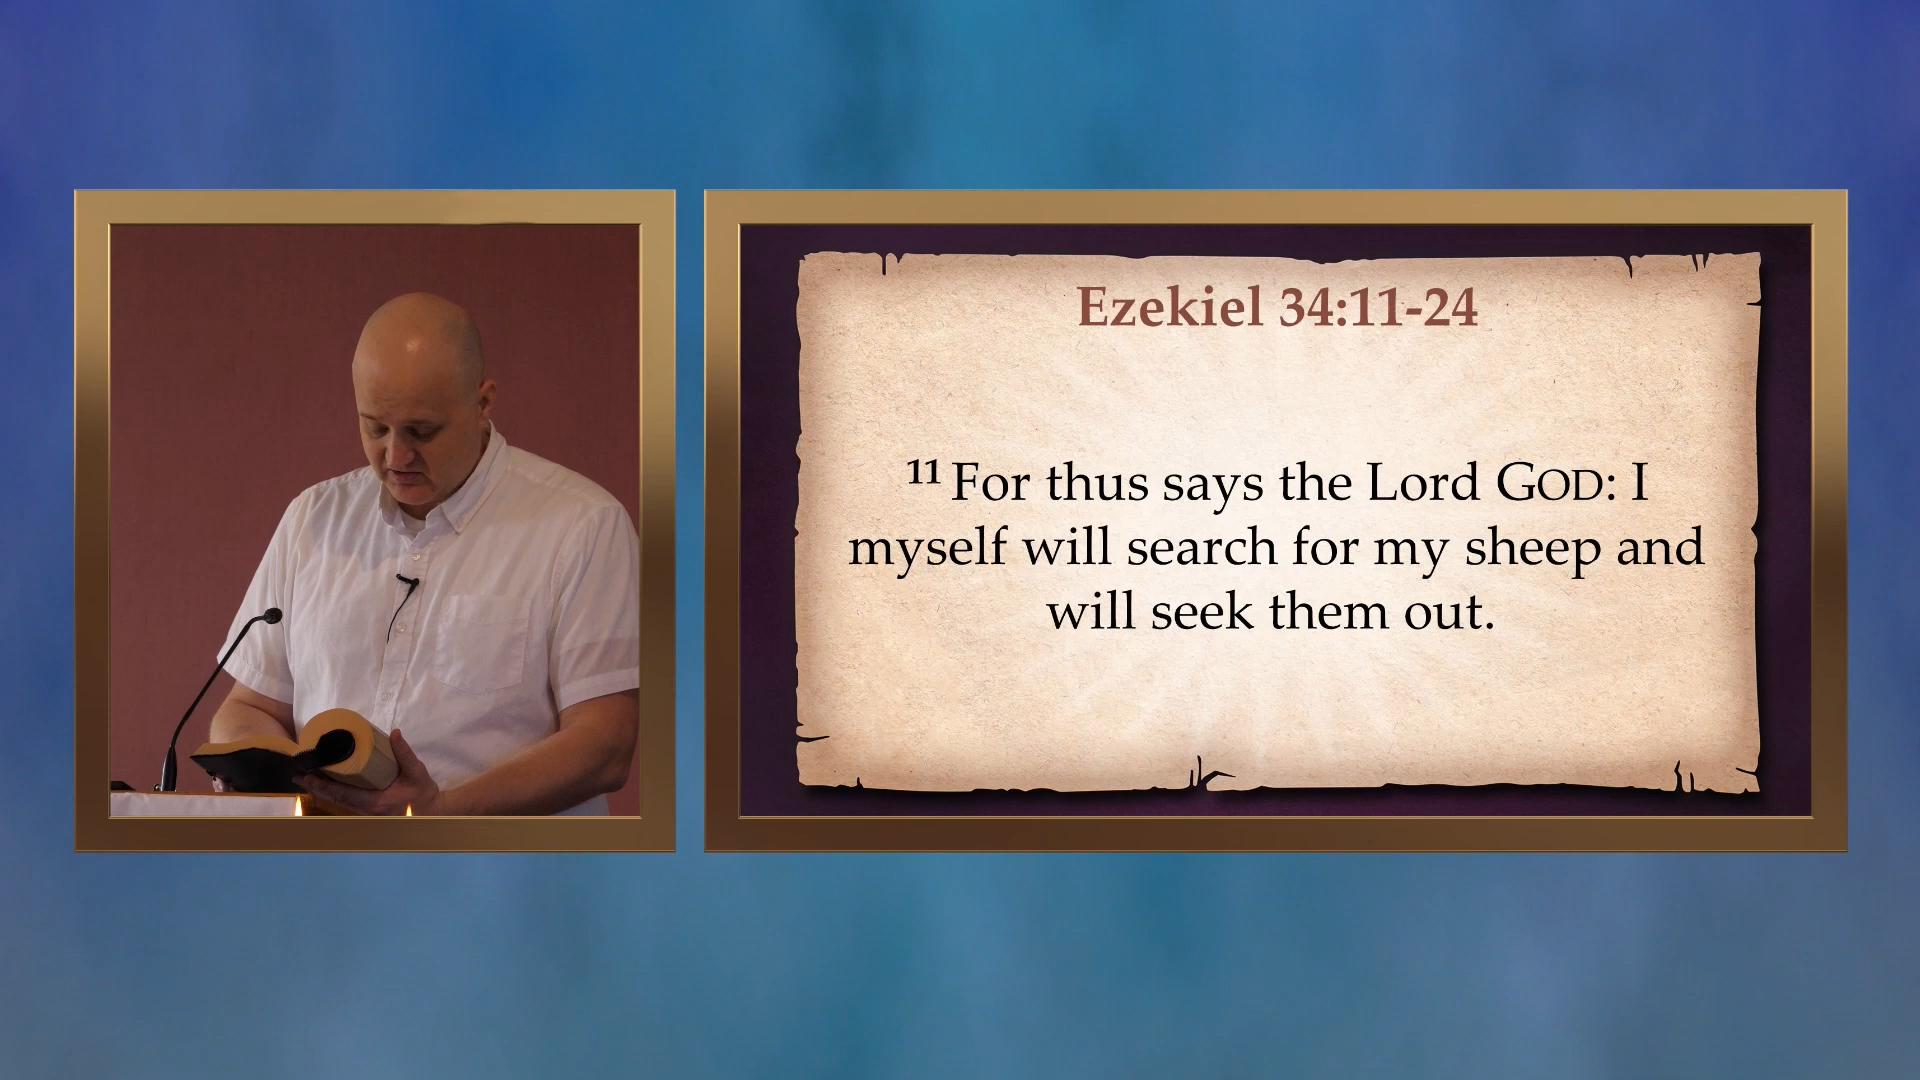 Ezekiel 34:11-24
¹¹ For thus says the Lord GOD: I
myself will search for my sheep and
will seek them out.